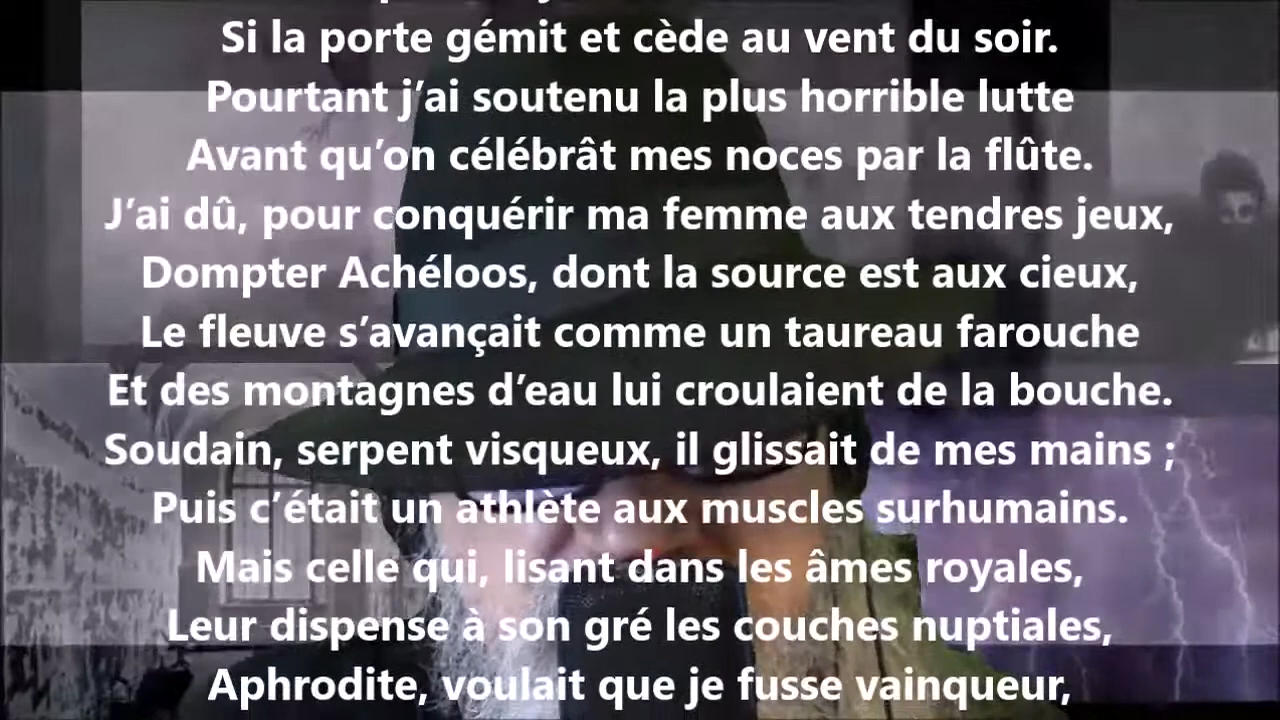 Si la porte gémit et cède au vent du soir.
Pourtant j’ai soutenu la plus horrible lutte
Avant qu’on célébrât mes noces par la flûte.
J’ai dû, pour conquérir ma femme aux tendres jeux,
Dompter Achéloos, dont la source est aux cieux,
Le fleuve s’avançait comme un taureau farouche
Et des montagnes d’eau lui croulaient de la bouche.
Soudain, serpent visqueux, il glissait de mes mains ;
Puis c’était un athlète aux muscles surhumains.
Mais celle qui, lisant dans les âmes royales,
Leur dispense à son gré les couches nuptiales,
Aphrodite, voulait que je fusse vainqueur,